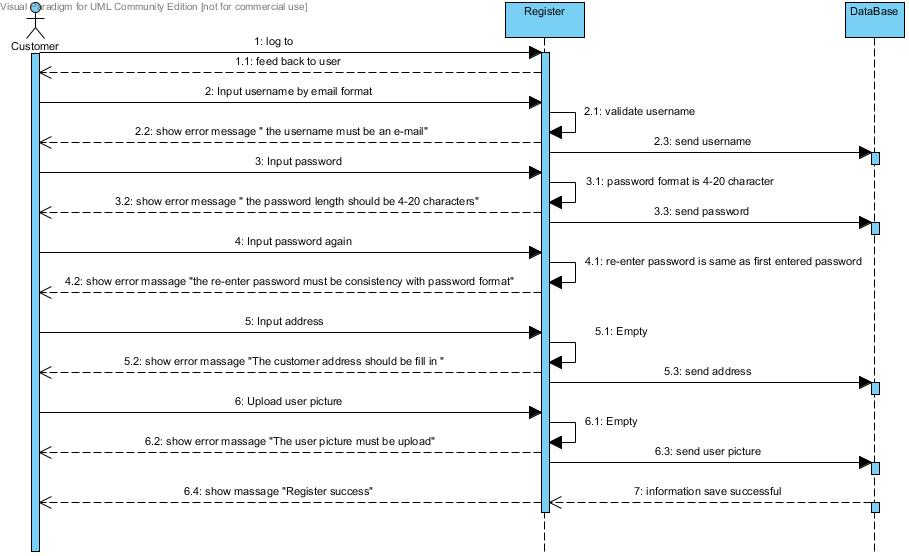 Visual Paradigm for UML Community Edition [not for commercial use]
Register
DataBase
Customer
1: log to
1.1: feed back to user
2: Input username by email format
2.1: validate username
2.2: show error message " the username must be an e-mail"
2.3: send username
3: Input password
3.1: password format is 4-20 character
3.2: show error message " the password length should be 4-20 characters"
3.3: send password
4: Input password again
4.1: re-enter password is same as first entered password
4.2: show error massage "the re-enter password must be consistency with password format"
5: Input address
5.1: Empty
5.2: show error massage "The customer address should be fill in "
5.3: send address
6: Upload user picture
6.1: Empty
6.2: show error massage "The user picture must be upload"
6.3: send user picture
6.4: show massage "Register success"
7: information save successful